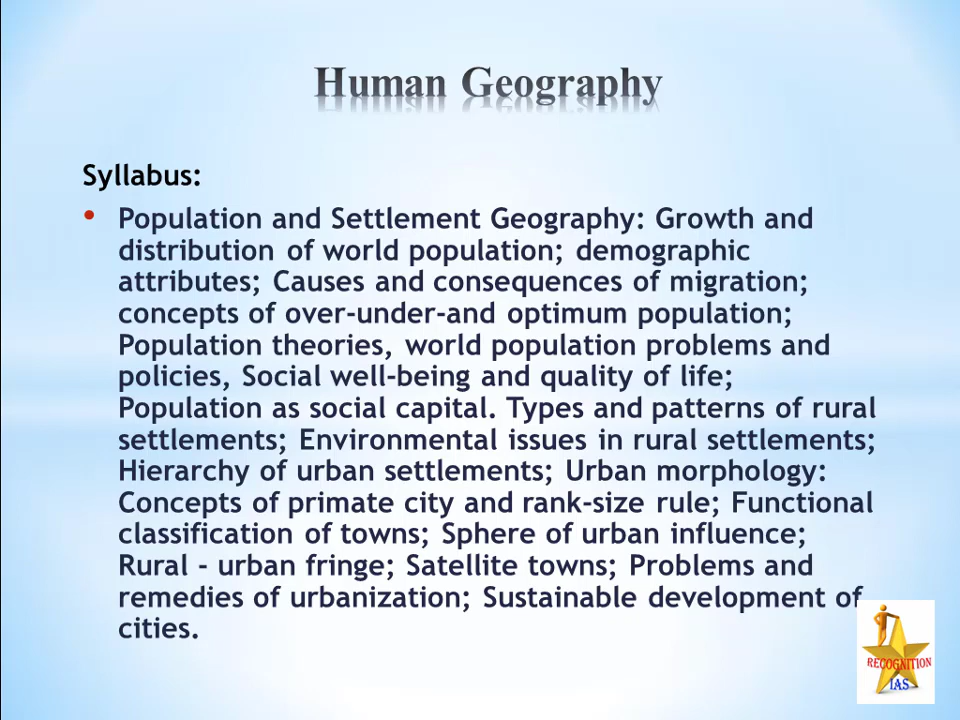 Human Geography
Syllabus:
• Population and Settlement Geography: Growth and
distribution of world population; demographic
attributes; Causes and consequences of migration;
concepts of over-under-and optimum population;
Population theories, world population problems and
policies, Social well-being and quality of life;
Population as social capital. Types and patterns of rural
settlements; Environmental issues in rural settlements;
Hierarchy of urban settlements; Urban morphology:
Concepts of primate city and rank-size rule; Functional
classification of towns; Sphere of urban influence;
Rural - urban fringe; Satellite towns; Problems and
remedies of urbanization; Sustainable development of
cities.
RECOGNITION
IAS